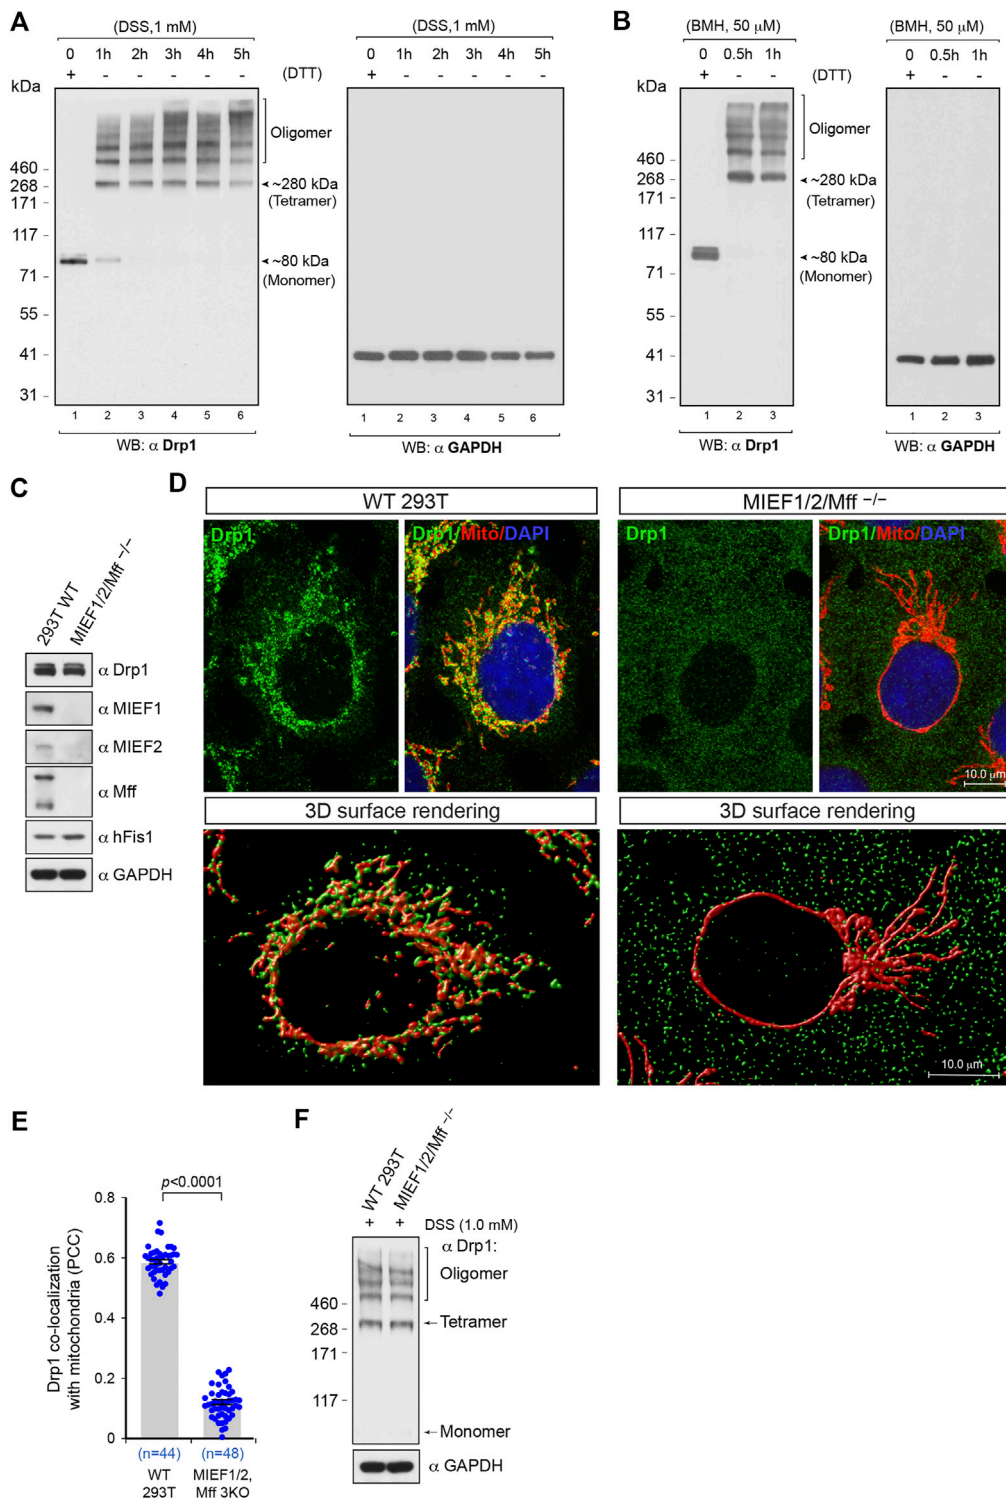 A
(DSS,1 mM)
0 1h 2h 3h 4h 5h
+ - - - - -
(DTT)
kDa
460
268
171
117
71
55
41
31
Oligomer
~280 kDa
(Tetramer)
~80 kDa
(Monomer)
1 2 3 4 5 6
WB: α Drp1
(DSS,1 mM)
0 1h 2h 3h 4h 5h
+ - - - - -
1 2 3 4 5 6
WB: α GAPDH
B
(BMH, 50 μM)
0 0.5h 1h
+ - -
(DTT)
kDa
460
268
171
117
71
55
41
31
Oligomer
~280 kDa
(Tetramer)
~80 kDa
(Monomer)
1 2 3
WB: α Drp1
(BMH, 50 μM)
0 0.5h 1h
+ - -
1 2 3
WB: α GAPDH
C
293T WT
MIEF1/2/Mff −/−
α Drp1
α MIEF1
α MIEF2
α Mff
α hFis1
α GAPDH
D
WT 293T
Drp1
Drp1/Mito/DAPI
3D surface rendering
MIEF1/2/Mff −/−
Drp1
Drp1/Mito/DAPI
10.0 μm
3D surface rendering
10.0 μm
E
p<0.0001
Drp1 co-localization
with mitochondria (PCC)
0.8
0.6
0.4
0.2
0
(n=44) (n=48)
WT
293T
MIEF1/2,
Mff 3KO
F
WT 293T
MIEF1/2/Mff −/−
+ + DSS (1.0 mM)
α Drp1:
Oligomer
460
Tetramer
268
171
117
Monomer
α GAPDH